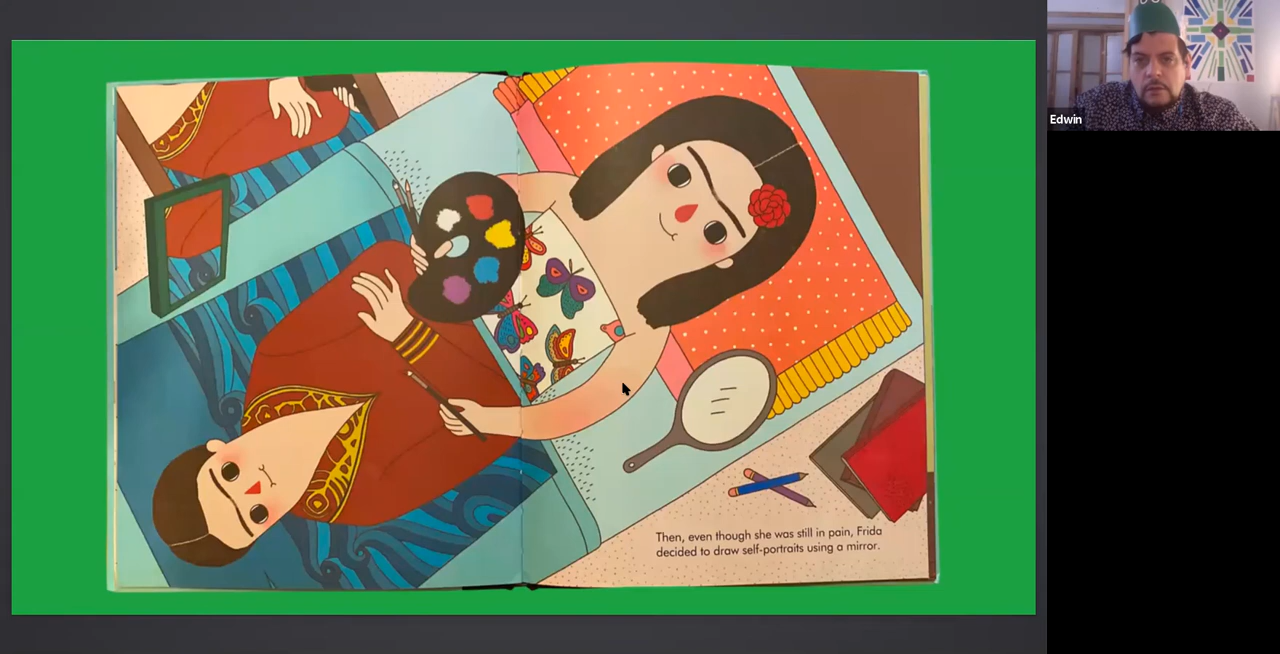 Edwin
Then, even though she was still in pain, Frida
decided to draw self-portraits using a mirror.